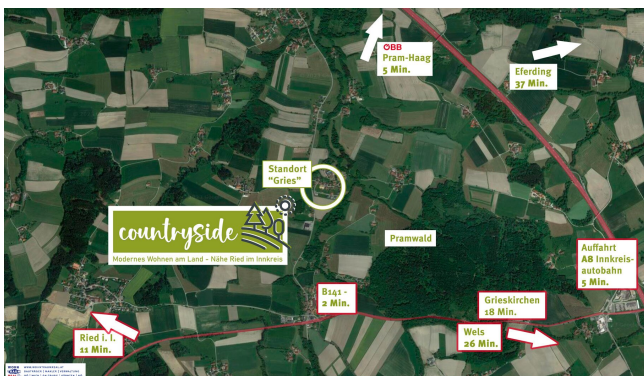 ÖBB
Pram-Haag
5 Min.
Eferding
37 Min.
Standort
"Gries"
countryside
Modernes Wohnen am Land - Nähe Ried im Innkreis
Pramwald
Auffahrt
A8 Innkreis-
autobahn
5 Min.
B141 -
2 Min.
Grieskirchen
18 Min.
Wels
26 Min.
Ried i. I.
11 Min.